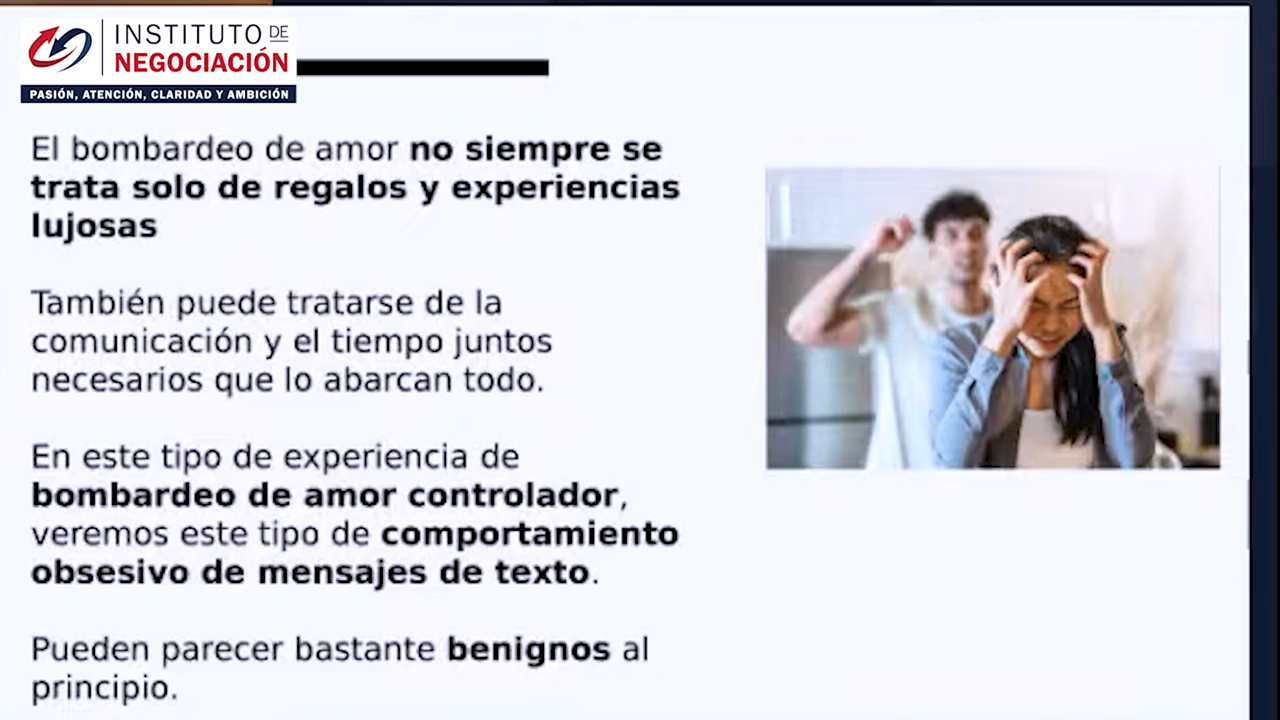 INSTITUTO DE
NEGOCIACIÓN
PASIÓN, ATENCIÓN, CLARIDAD Y AMBICIÓN
El bombardeo de amor no siempre se
trata solo de regalos y experiencias
lujosas
También puede tratarse de la
comunicación y el tiempo juntos
necesarios que lo abarcan todo.
En este tipo de experiencia de
bombardeo de amor controlador,
veremos este tipo de comportamiento
obsesivo de mensajes de texto.
Pueden parecer bastante benignos al
principio.